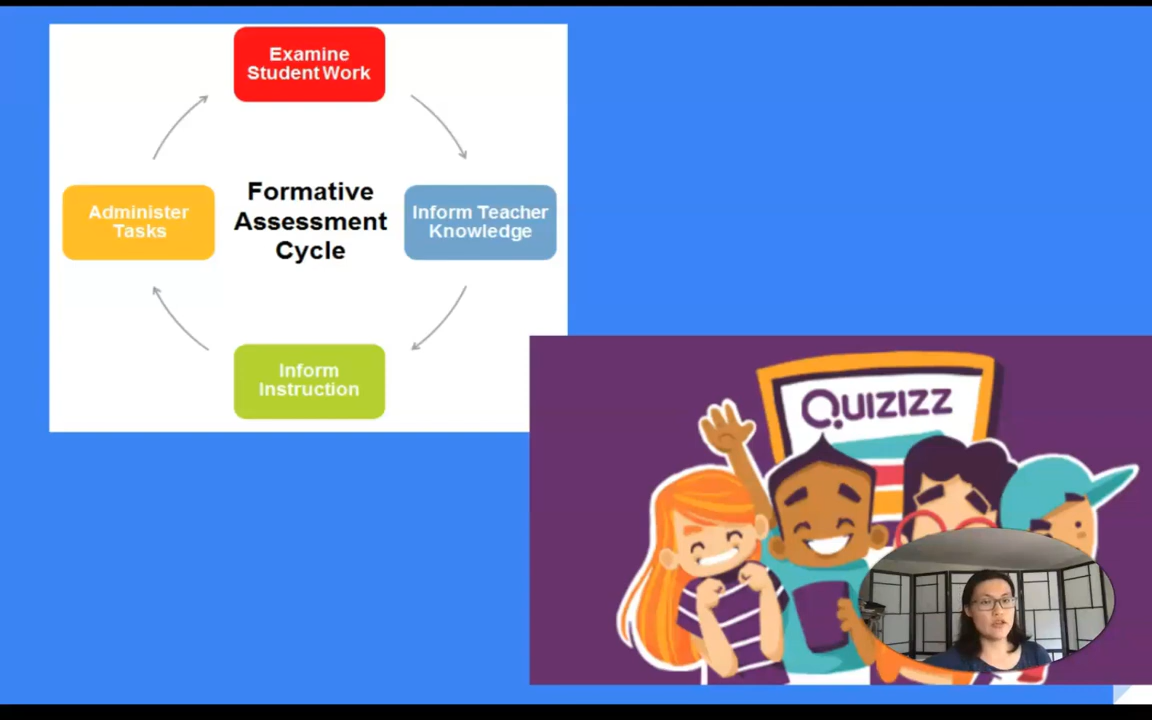 Examine
Student Work
Formative
Assessment
Cycle
Administer
Tasks
Inform Teacher
Knowledge
Inform
Instruction
Quizizz